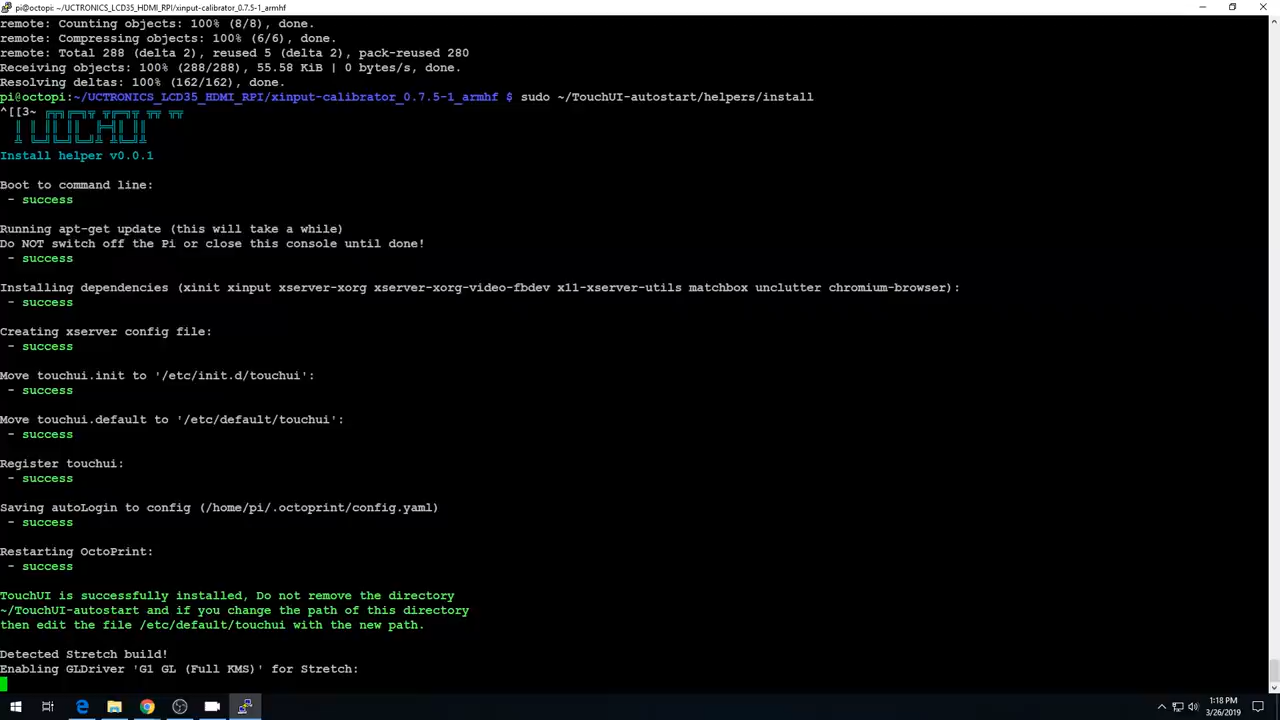 pi@octopi: ~/UCTRONICS_LCD35_HDMI_RPI/xinput-calibrator_0.7.5-1_armhf
remote: Counting objects: 100% (8/8), done.
remote: Compressing objects: 100% (6/6), done.
remote: Total 288 (delta 2), reused 5 (delta 2), pack-reused 280
Receiving objects: 100% (288/288), 55.58 KiB | 0 bytes/s, done.
Resolving deltas: 100% (162/162), done.
pi@octopi:~/UCTRONICS_LCD35_HDMI_RPI/xinput-calibrator_0.7.5-1_armhf $ sudo ~/TouchUI-autostart/helpers/install
^[[3~
Install helper v0.0.1
Boot to command line:
- success
Running apt-get update (this will take a while)
Do NOT switch off the Pi or close this console until done!
- success
Installing dependencies (xinit xinput xserver-xorg xserver-xorg-video-fbdev x11-xserver-utils matchbox unclutter chromium-browser):
- success
Creating xserver config file:
- success
Move touchui.init to '/etc/init.d/touchui':
- success
Move touchui.default to '/etc/default/touchui':
- success
Register touchui:
- success
Saving autoLogin to config (/home/pi/.octoprint/config.yaml)
- success
Restarting OctoPrint:
- success
TouchUI is successfully installed, Do not remove the directory
~/TouchUI-autostart and if you change the path of this directory
then edit the file /etc/default/touchui with the new path.
Detected Stretch build!
Enabling GLDriver 'G1 GL (Full KMS)' for Stretch:
1:18 PM
3/26/2019